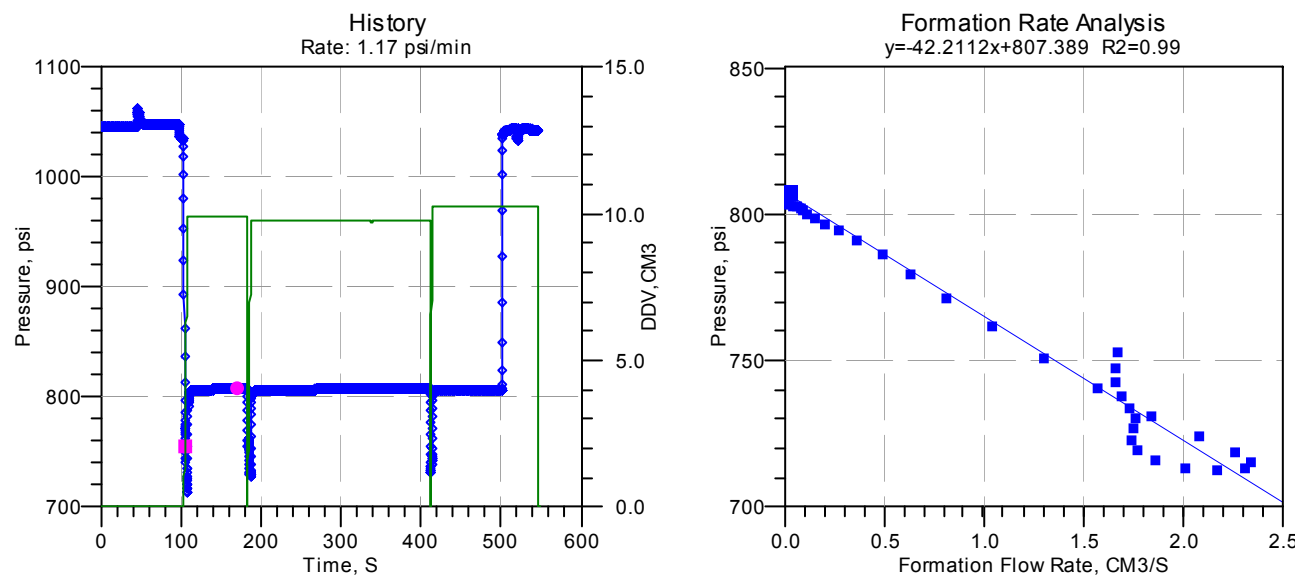 History
Rate: 1.17 psi/min
1100
1000
900
800
700
Pressure, psi
15.0
10.0
5.0
0.0
DDV,CM3
0 100 200 300 400 500 600
Time, S
Formation Rate Analysis
y=-42.2112x+807.389 R2=0.99
850
800
750
700
Pressure, psi
0.0 0.5 1.0 1.5 2.0 2.5
Formation Flow Rate, CM3/S